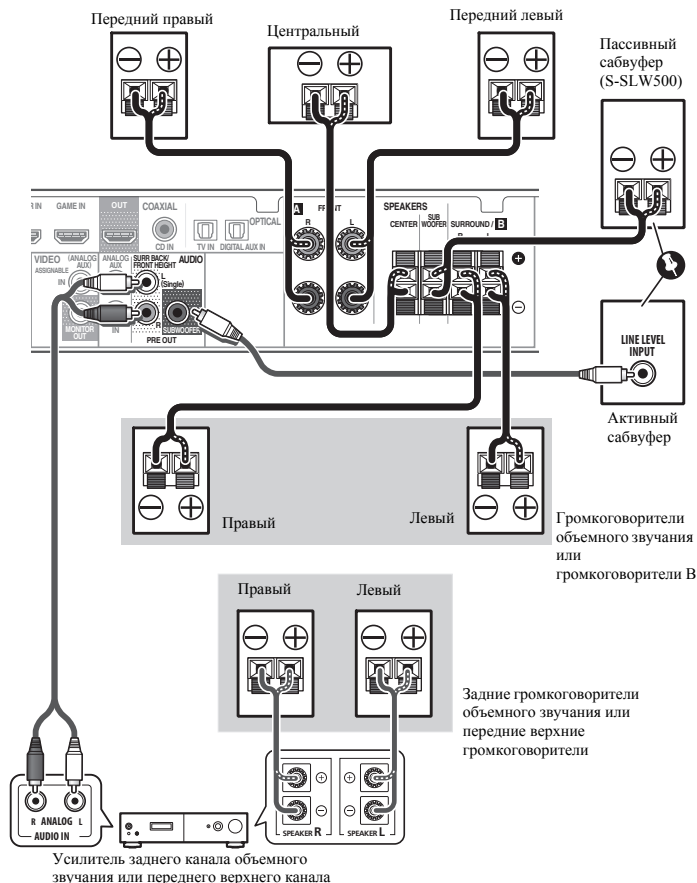 Передний правый
Центральный
Передний левый
Пассивный
сабвуфер
(S-SLW500)
R IN
GAME IN
OUT
COAXIAL
OPTICAL
CD IN
TV IN
DIGITAL AUX IN
A
FRONT
R
L
SPEAKERS
CENTER
SUB
WOOFER
SURROUND /
B
VIDEO
ASSIGNABLE
(ANALOG
AUX)
IN
MONITOR
OUT
ANALOG
AUX
IN
SURR BACK/
FRONT HEIGHT
AUDIO
L
(Single)
R
SUBWOOFER
PRE OUT
LINE LEVEL
INPUT
Активный
сабвуфер
Правый
Левый
Громкоговорители
объемного звучания
или
громкоговорители B
Правый
Левый
Задние громкоговорители
объемного звучания или
передние верхние
громкоговорители
R ANALOG L
AUDIO IN
SPEAKER R
SPEAKER L
Усилитель заднего канала объемного
звучания или переднего верхнего канала